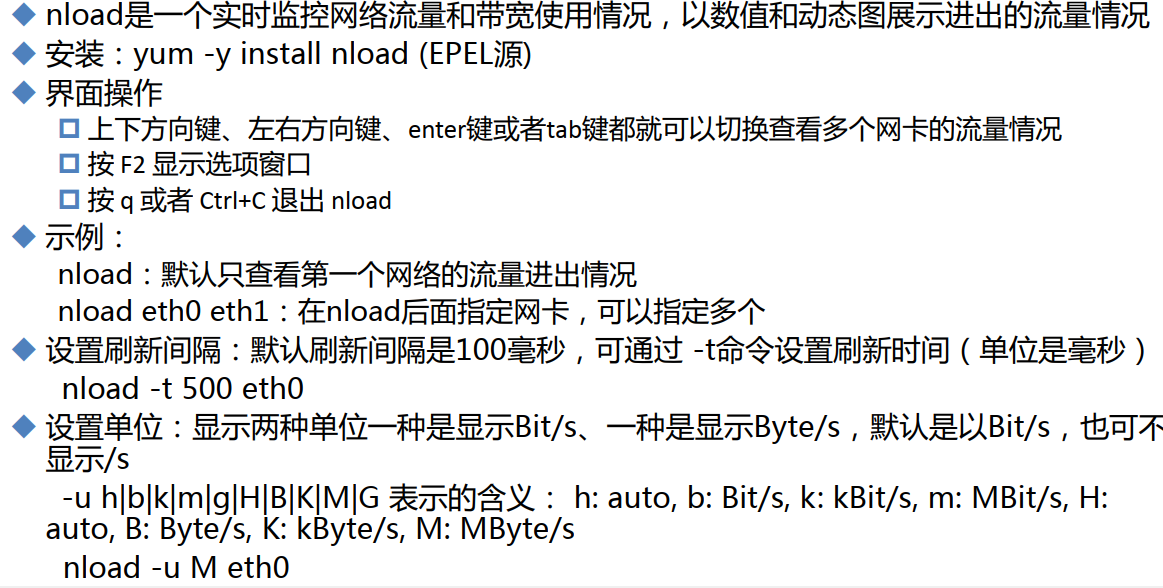 nload是一个实时监控网络流量和带宽使用情况，以数值和动态图展示进出的流量情况
安装：yum -y install nload (EPEL源)
界面操作
上下方向键、左右方向键、enter键或者tab键都就可以切换查看多个网卡的流量情况
按 F2 显示选项窗口
按 q 或者 Ctrl+C 退出 nload
示例：
nload：默认只查看第一个网络的流量进出情况
nload eth0 eth1：在nload后面指定网卡，可以指定多个
设置刷新间隔：默认刷新间隔是100毫秒，可通过 -t命令设置刷新时间（单位是毫秒）
nload -t 500 eth0
设置单位：显示两种单位一种是显示Bit/s、一种是显示Byte/s，默认是以Bit/s，也可不
显示/s
-u h|b|k|m|g|H|B|K|M|G 表示的含义： h: auto, b: Bit/s, k: kBit/s, m: MBit/s, H:
auto, B: Byte/s, K: kByte/s, M: MByte/s
nload -u M eth0